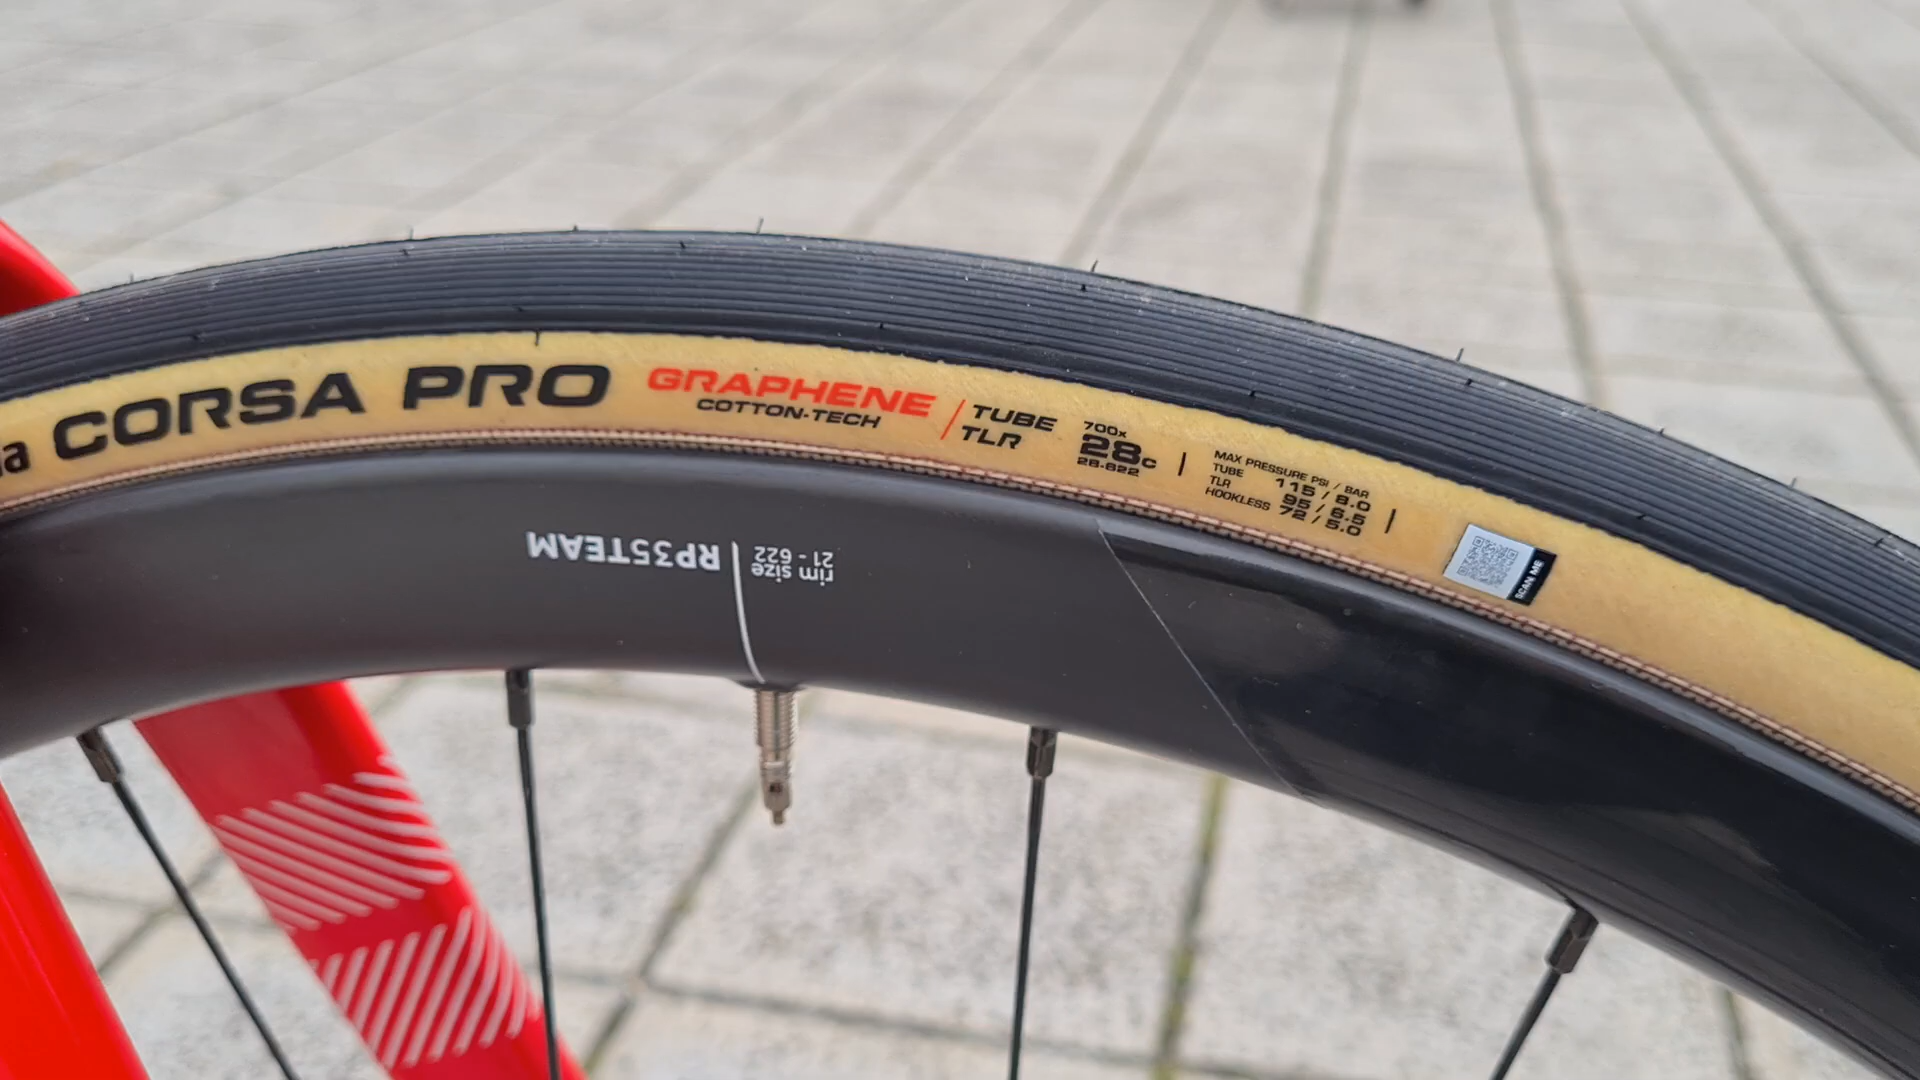 CORSA PRO
GRAPHENE
COTTON-TECH
TUBE
TLR
700x
28c
28-622
MAX PRESSURE PSI / BAR
TUBE 115 / 8.0
TLR 95 / 6.5
HOOKLESS 72 / 5.0
SCAN ME
RP35TEAM
rim size
21 - 622